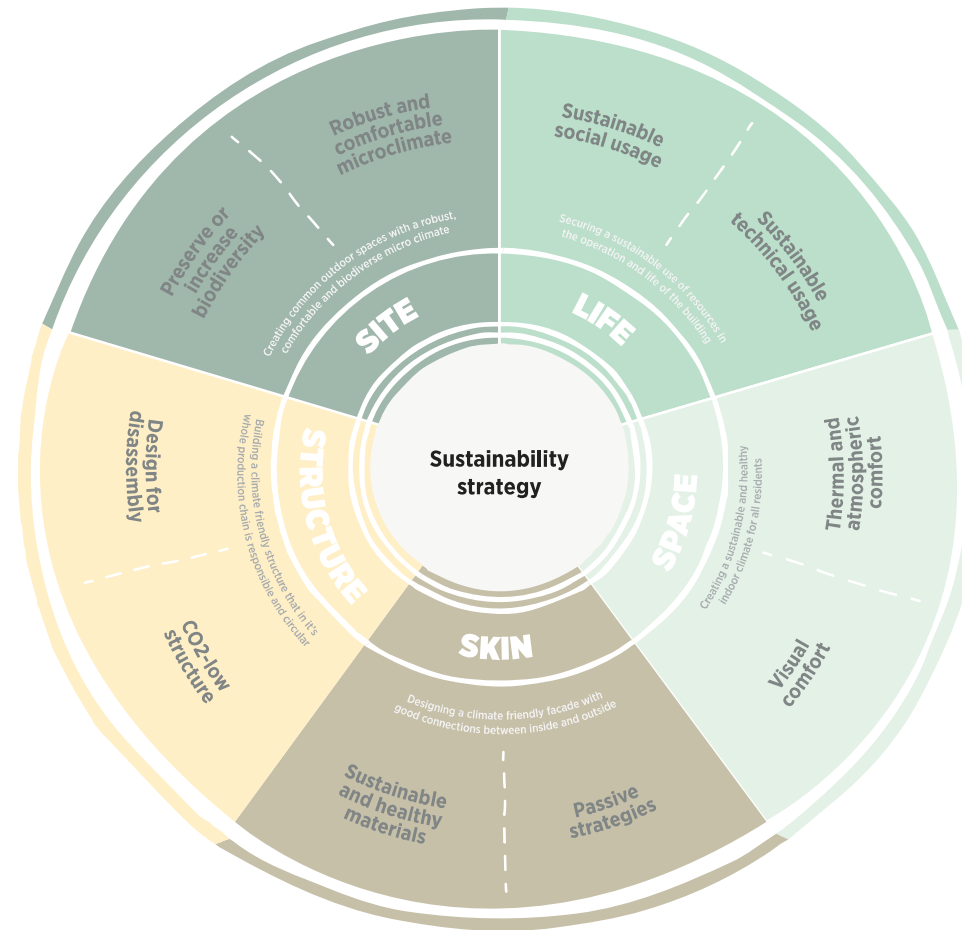 Sustainability
strategy
SITE
Creating common outdoor spaces with a robust,
comfortable and biodiverse micro climate
Preserve or
increase
biodiversity
Robust and
comfortable
microclimate
LIFE
Securing a sustainable use of resources in
the operation and life of the building
Sustainable
social usage
Sustainable
technical usage
SPACE
Creating a sustainable and healthy
indoor climate for all residents
Thermal and
atmospheric
comfort
Visual
comfort
SKIN
Designing a climate friendly facade with
good connections between inside and outside
Passive
strategies
Sustainable
and healthy
materials
STRUCTURE
Building a climate friendly structure that in it's
whole production chain is responsible and circular
CO2-low
structure
Design for
disassembly